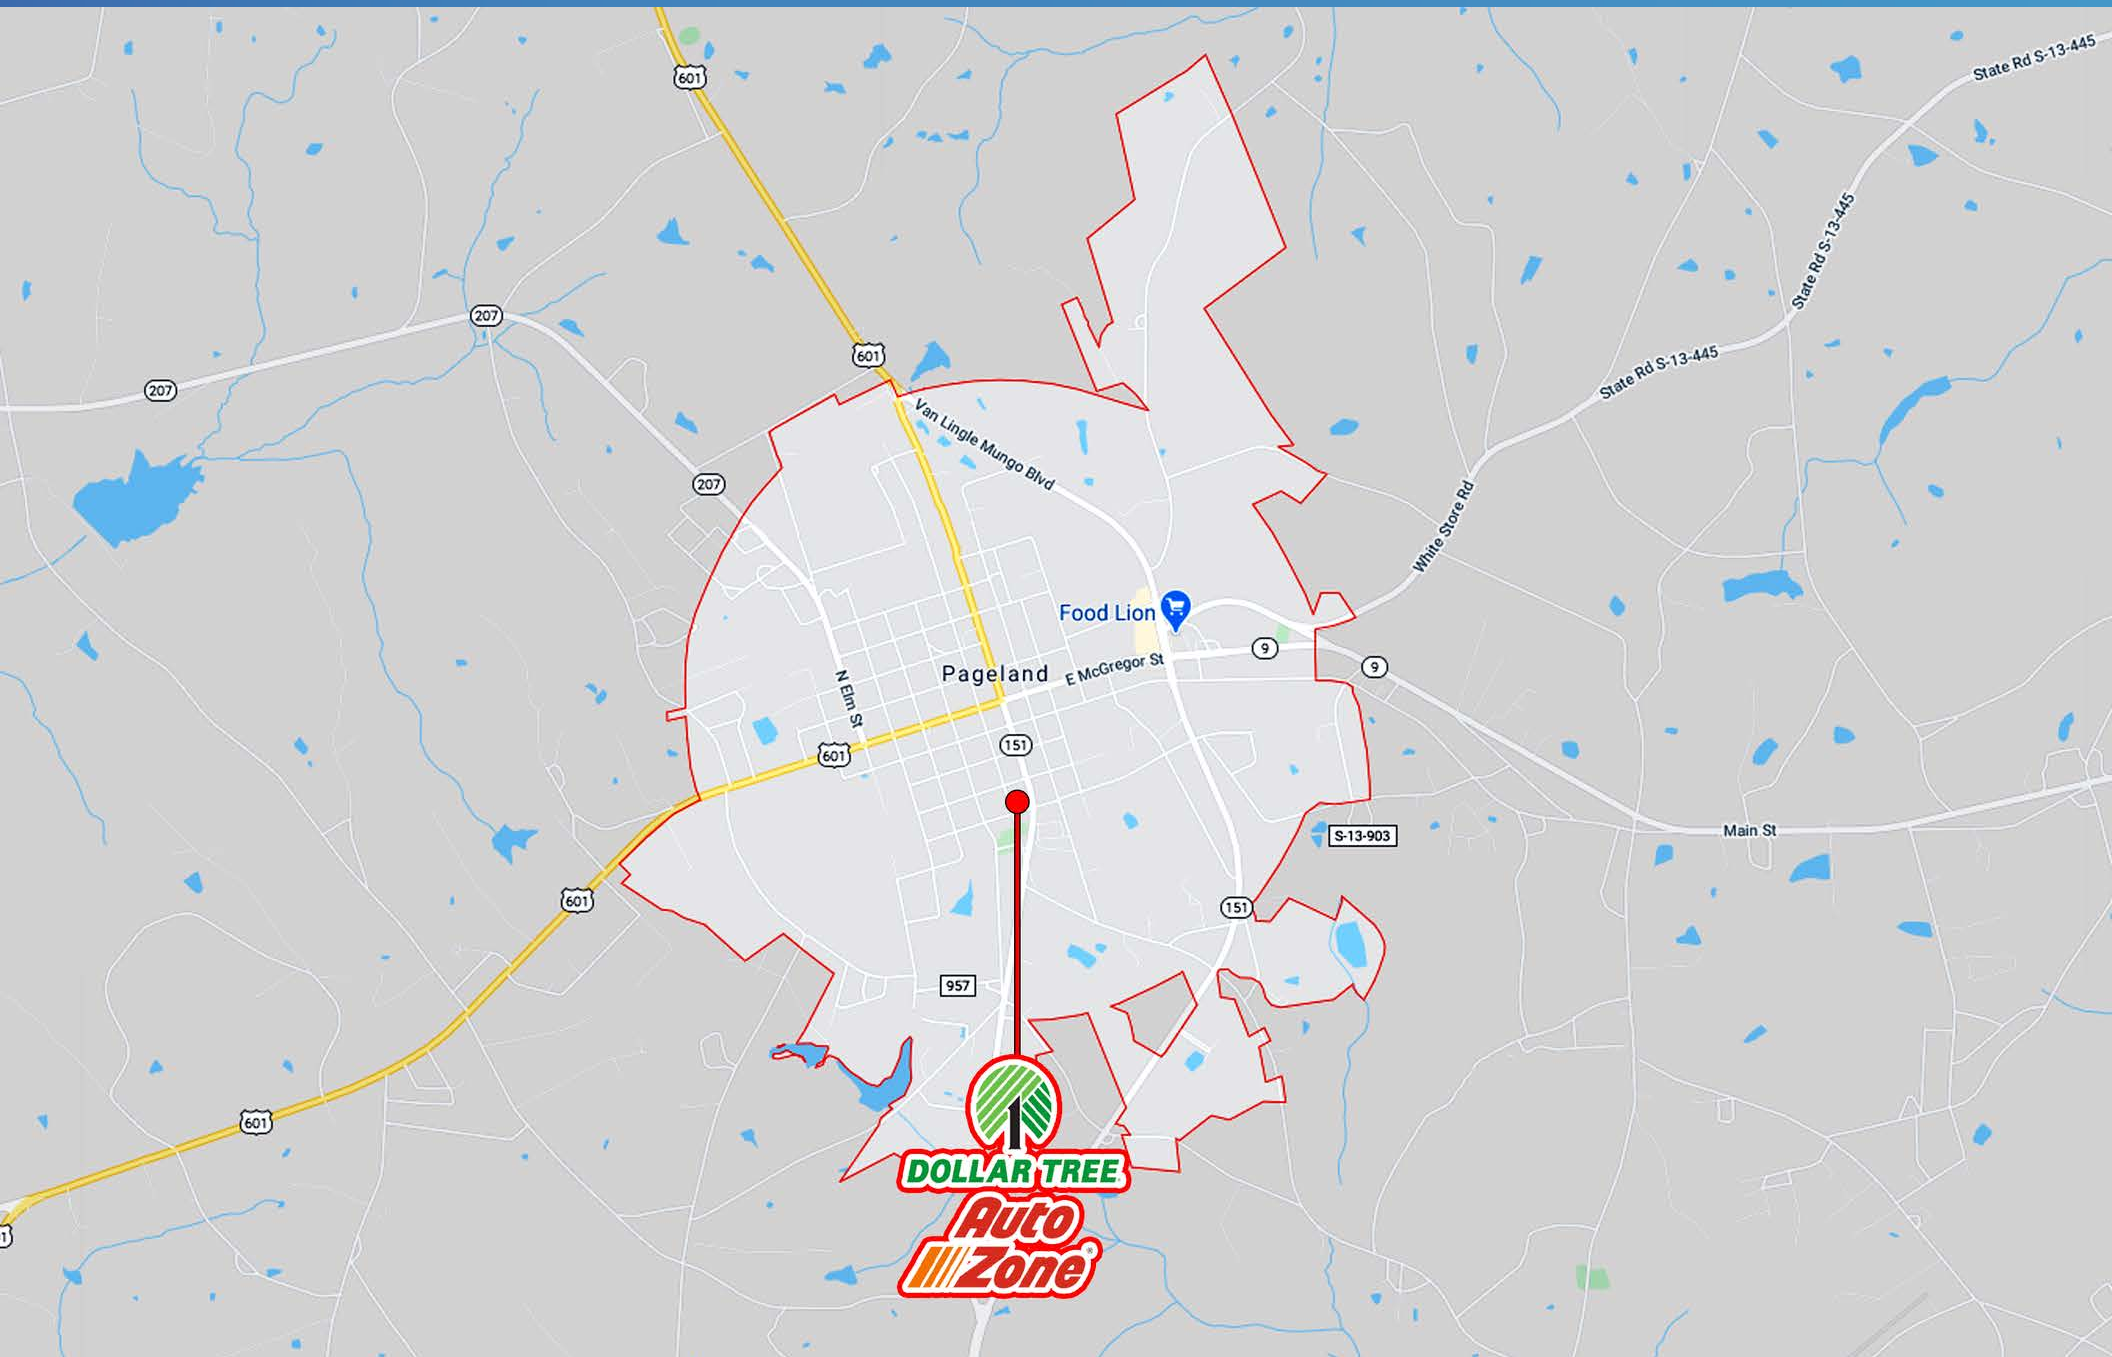 State Rd S-13-445
601
State Rd S-13-445
207
601
State Rd S-13-445
207
Van Lingle Mungo Blvd
207
White Store Rd
Food Lion
9
E McGregor St
9
Pageland
N Elm St
151
601
Main St
S-13-903
601
151
957
601
1
DOLLAR TREE
Auto
Zone®